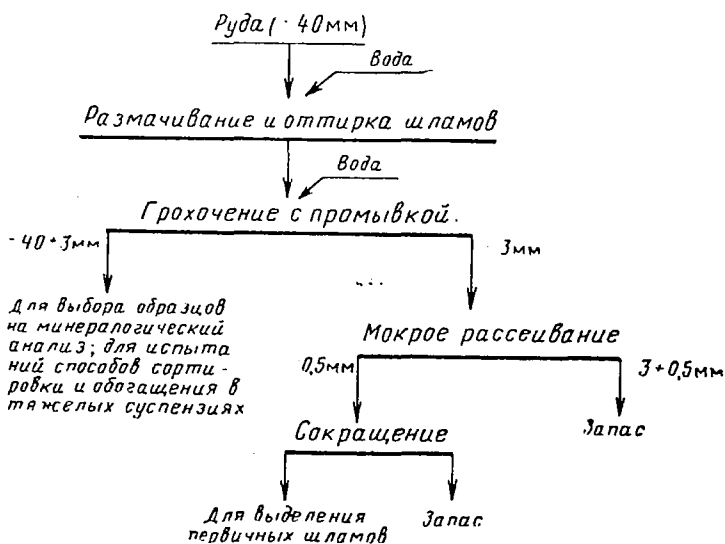 Руда (- 40мм)
Вода
Размачивание и оттирка шламов
Вода
Грохочение с промывкой.
-40+3мм
3мм
Для выбора образцов
на минералогический
анализ; для испыта
ний способов сорти-
ровки и обогащения в
тяжелых суспензиях
Мокрое рассеивание
0,5мм
3+0,5мм
Запас
Сокращение
Для выделения
первичных шламов
Запас